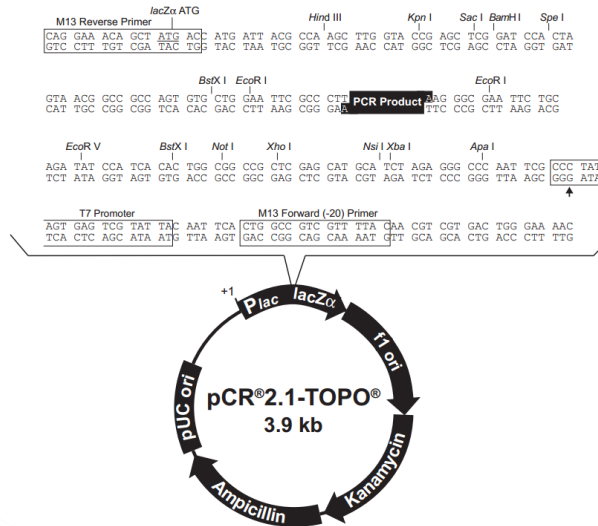 lacZα ATG
M13 Reverse Primer Hind III Kpn I Sac I BamH I Spe I
CAG GAA ACA GCT ATG ACC ATG ATT ACG CCA AGC TTG GTA CCG AGC TCG GAT CCA CTA
GTC CTT TGT CGA TAC TGG TAC TAA TGC GGT TCG AAC CAT GGC TCG AGC CTA GGT GAT
BstX I EcoR I EcoR I
GTA ACG GCC GCC AGT GTG CTG GAA TTC GCC CTT PCR Product AAG GGC GAA TTC TGC
CAT TGC CGG CGG TCA CAC GAC CTT AAG CGG GAA TTC CCG CTT AAG ACG
EcoR V BstX I Not I Xho I Nsi I Xba I Apa I
AGA TAT CCA TCA CAC TGG CGG CCG CTC GAG CAT GCA TCT AGA GGG CCC AAT TCG CCC TAT
TCT ATA GGT AGT GTG ACC GCC GGC GAG CTC GTA CGT AGA TCT CCC GGG TTA AGC GGG ATA
T7 Promoter M13 Forward (-20) Primer
AGT GAG TCG TAT TAC AAT TCA CTG GCC GTC GTT TTA CAA CGT CGT GAC TGG GAA AAC
TCA CTC AGC ATA ATG TTA AGT GAC CGG CAG CAA AAT GTT GCA GCA CTG ACC CTT TTG
+1
Plac lacZα
f1 ori
pUC ori
pCR®2.1-TOPO®
3.9 kb
Kanamycin
Ampicillin